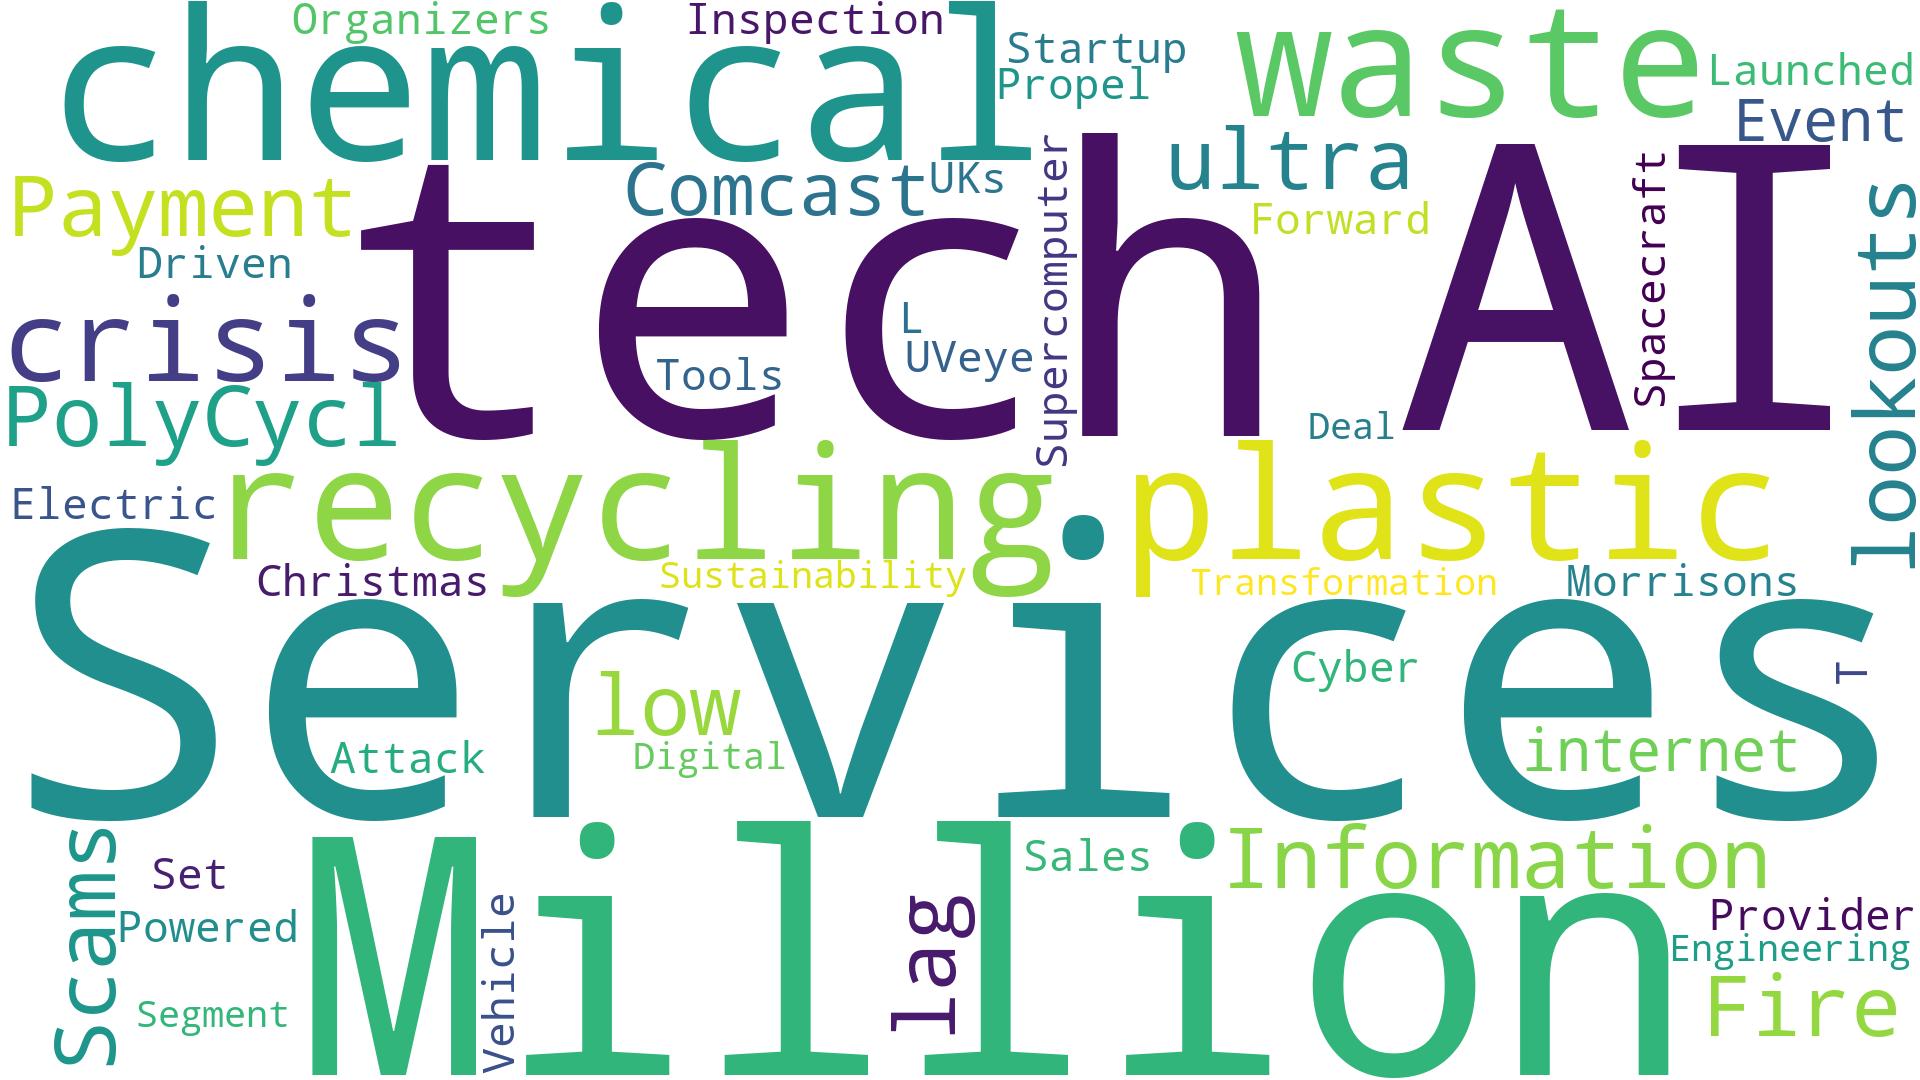 Organizers
Inspection
chemical
Startup
Propel
waste
Launched
Event
Payment
Comcast
UKs
ultra
Forward
Driven
tech
AI
Supercomputer
Spacecraft
lookouts
crisis
L
UVeye
Tools
PolyCycl
Deal
recycling
plastic
Electric
Christmas
Sustainability
Transformation
Morrisons
Services
Cyber
T
low
Attack
Digital
internet
Scams
Million
Sales
Information
Set
Powered
Vehicle
lag
Provider
Engineering
Segment
Fire